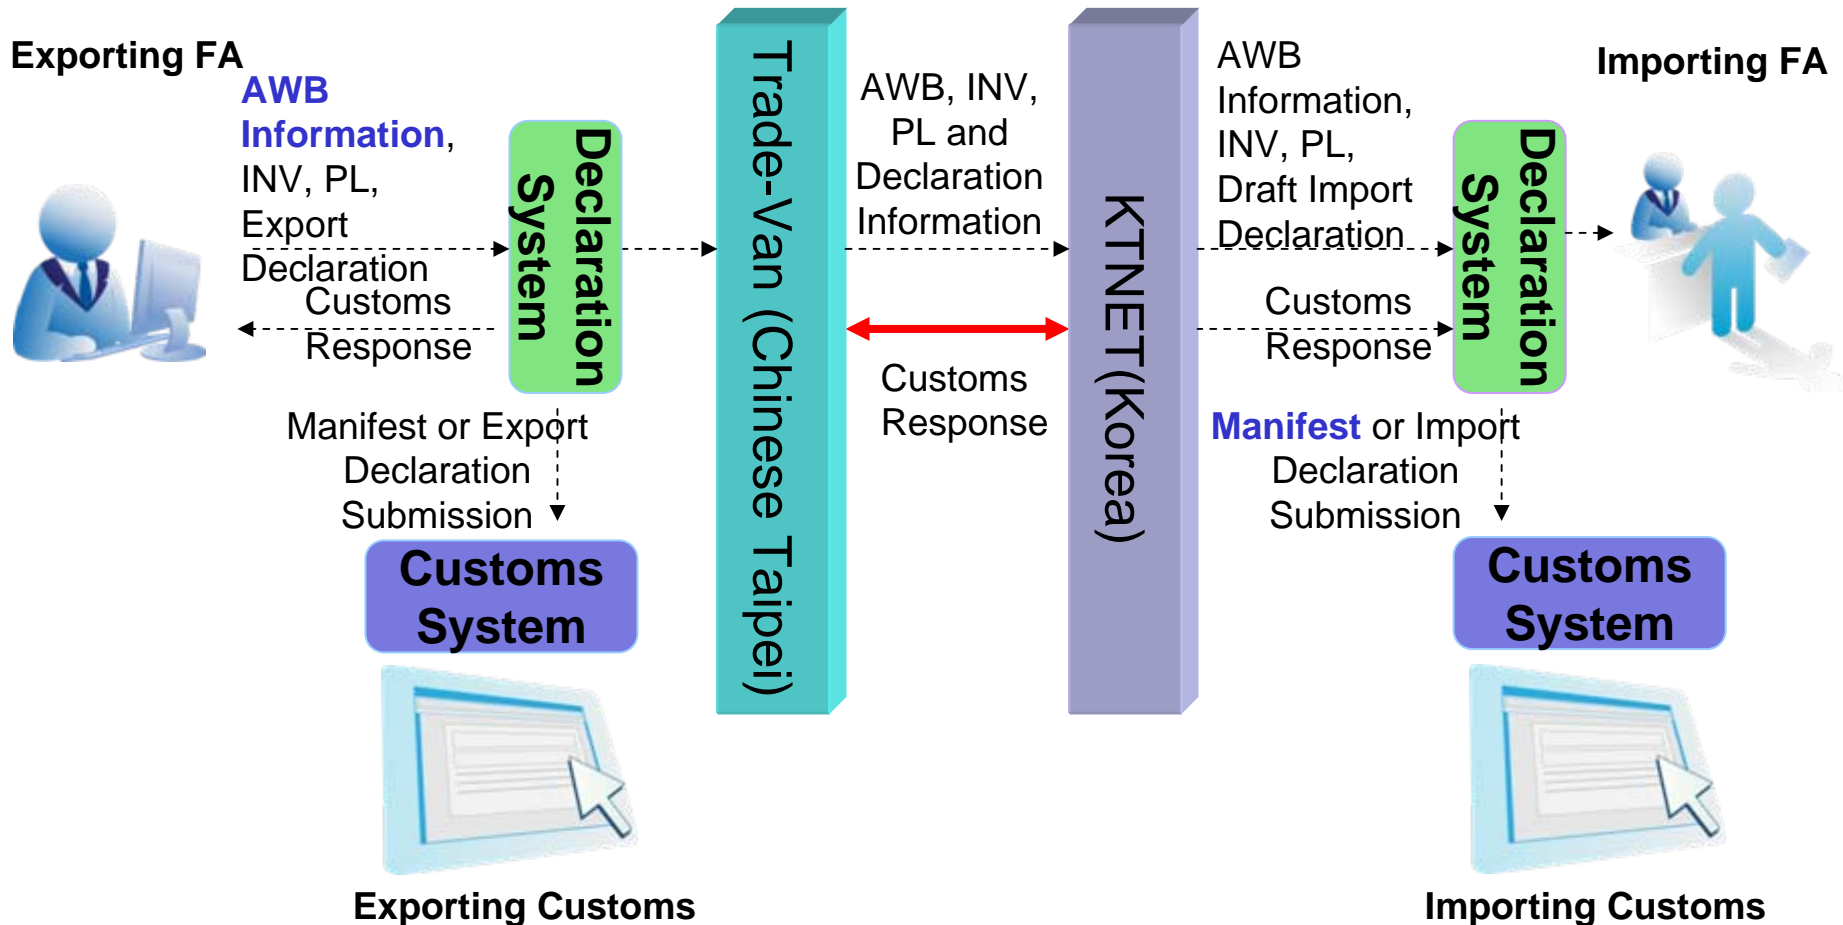 Exporting FA
AWB
Information,
INV, PL,
Export
Declaration
Customs
Response
Declaration
System
Manifest or Export
Declaration
Submission
Customs
System
Exporting Customs
Trade-Van (Chinese Taipei)
AWB, INV,
PL and
Declaration
Information
Customs
Response
KTNET(Korea)
AWB
Information,
INV, PL,
Draft Import
Declaration
Customs
Response
Declaration
System
Importing FA
Manifest or Import
Declaration
Submission
Customs
System
Importing Customs